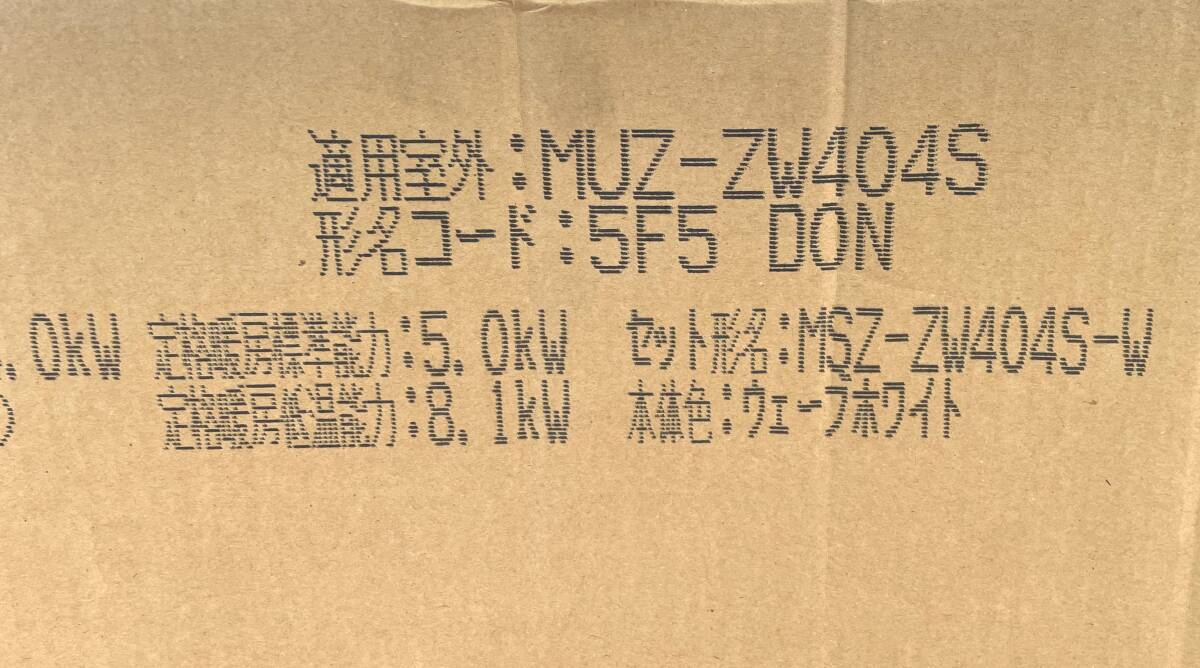 適用室外:MUZ-ZW404S
形名コード:5F5 DON
.0kW 定格暖房標準能力:5.0kW セット形名:MSZ-ZW404S-W
定格暖房低温能力:8.1kW 本体色:ウェーブホワイト